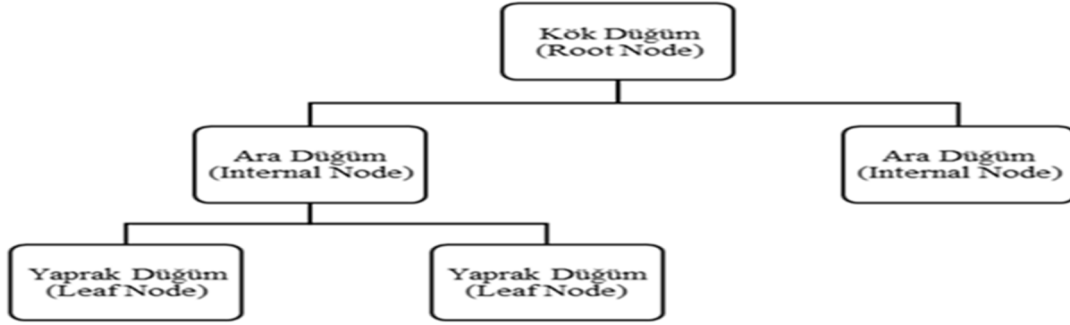 Kök Düğüm
(Root Node)
Ara Düğüm
(Internal Node)
Ara Düğüm
(Internal Node)
Yaprak Düğüm
(Leaf Node)
Yaprak Düğüm
(Leaf Node)